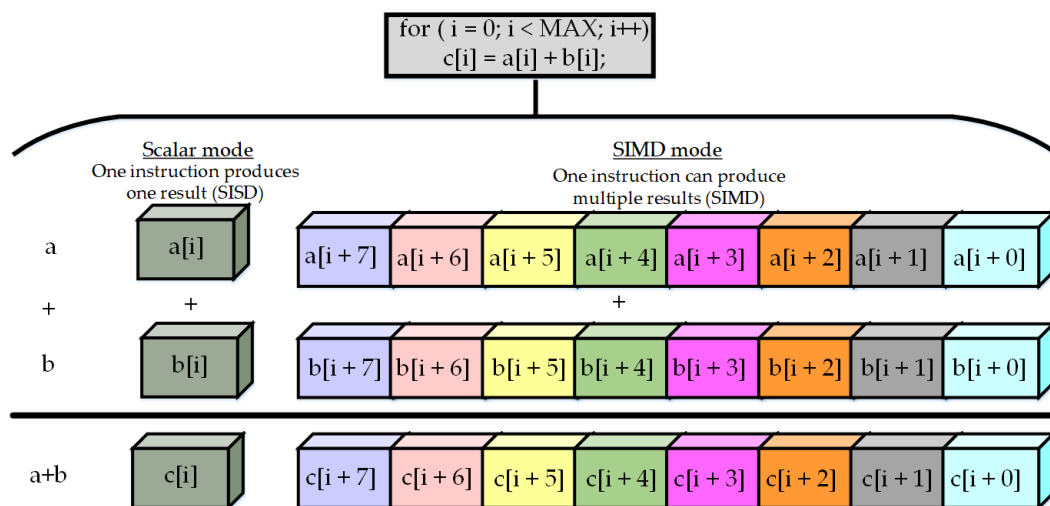 for ( i = 0; i < MAX; i++)
c[i] = a[i] + b[i];
Scalar mode
One instruction produces
one result (SISD)
SIMD mode
One instruction can produce
multiple results (SIMD)
a a[i] a[i + 7] a[i + 6] a[i + 5] a[i + 4] a[i + 3] a[i + 2] a[i + 1] a[i + 0]
+ + +
b b[i] b[i + 7] b[i + 6] b[i + 5] b[i + 4] b[i + 3] b[i + 2] b[i + 1] b[i + 0]
a+b c[i] c[i + 7] c[i + 6] c[i + 5] c[i + 4] c[i + 3] c[i + 2] c[i + 1] c[i + 0]